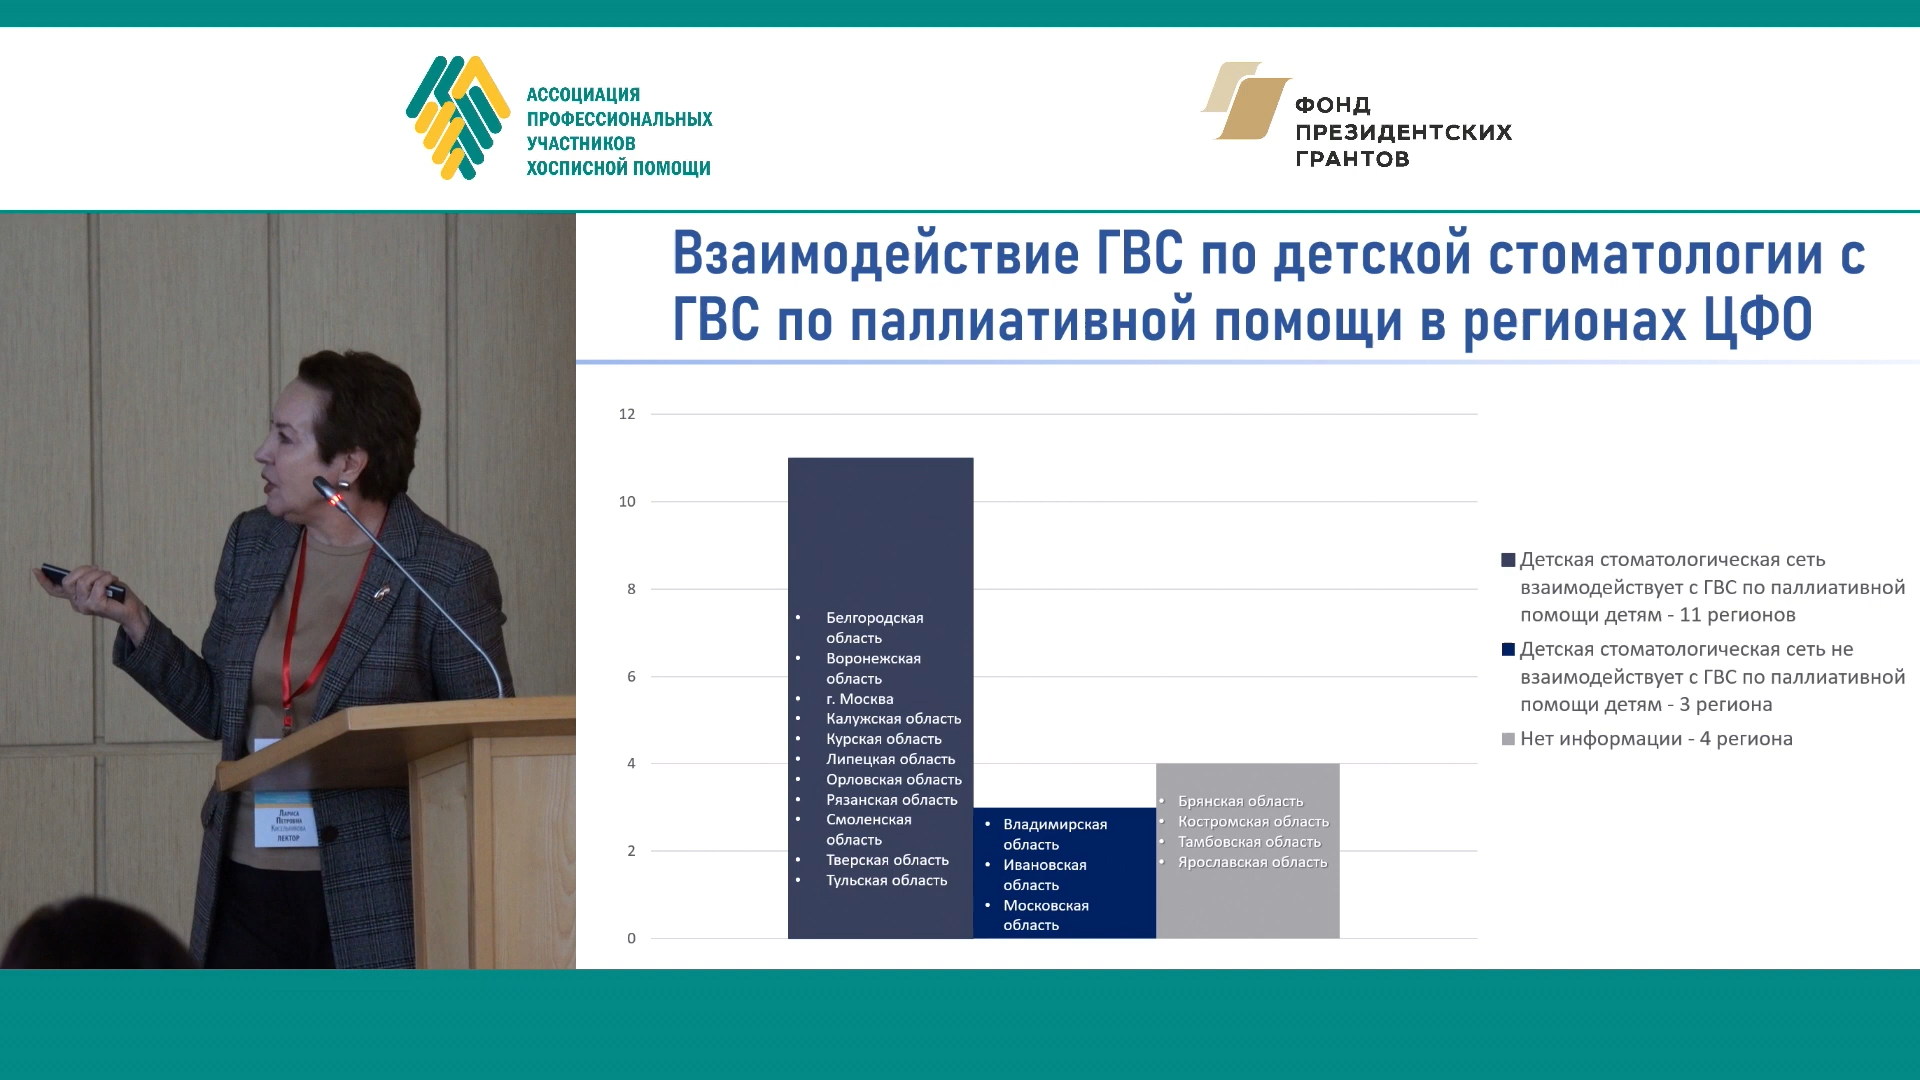 АССОЦИАЦИЯ
ПРОФЕССИОНАЛЬНЫХ
УЧАСТНИКОВ
ХОСПИСНОЙ ПОМОЩИ
ФОНД
ПРЕЗИДЕНТСКИХ
ГРАНТОВ
Взаимодействие ГВС по детской стоматологии с
ГВС по паллиативной помощи в регионах ЦФО
12
10
8
6
4
2
0
• Белгородская
область
• Воронежская
область
• г. Москва
• Калужская область
• Курская область
• Липецкая область
• Орловская область
• Рязанская область
• Смоленская
область
• Тверская область
• Тульская область
• Владимирская
область
• Ивановская
область
• Московская
область
• Брянская область
• Костромская область
• Тамбовская область
• Ярославская область
Детская стоматологическая сеть
взаимодействует с ГВС по паллиативной
помощи детям - 11 регионов
Детская стоматологическая сеть не
взаимодействует с ГВС по паллиативной
помощи детям - 3 региона
Нет информации - 4 региона
Лариса
Петровна
ЛЕКТОР